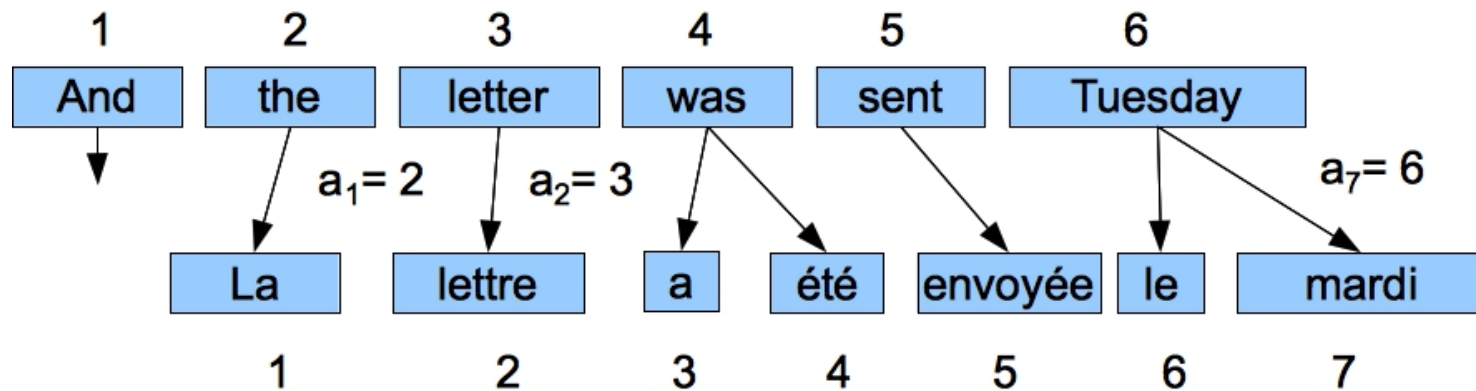 1 2 3 4 5 6
And the letter was sent Tuesday
a₁= 2 a₂= 3 a₇= 6
La lettre a été envoyée le mardi
1 2 3 4 5 6 7